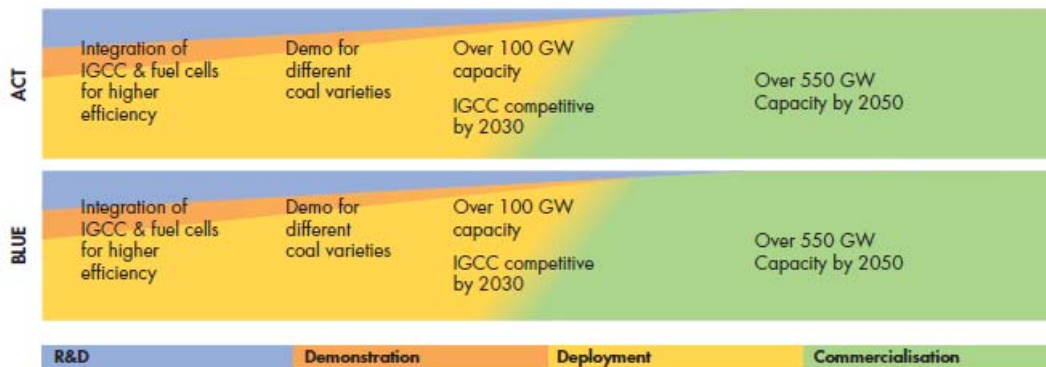 ACT
Integration of
IGCC & fuel cells
for higher
efficiency
Demo for
different
coal varieties
Over 100 GW
capacity
IGCC competitive
by 2030
Over 550 GW
Capacity by 2050
BLUE
Integration of
IGCC & fuel cells
for higher
efficiency
Demo for
different
coal varieties
Over 100 GW
capacity
IGCC competitive
by 2030
Over 550 GW
Capacity by 2050
R&D
Demonstration
Deployment
Commercialisation